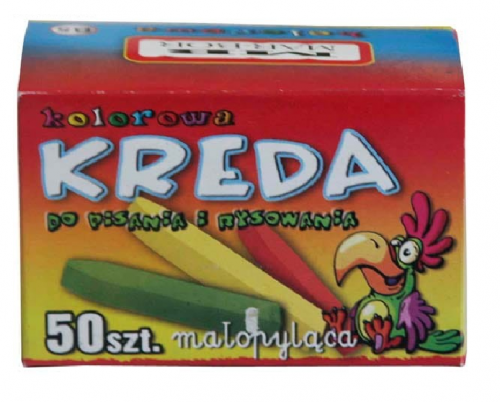 kolorowa
KREDA
DO PISANIA i RYSOWANIA
50szt. małopyląca